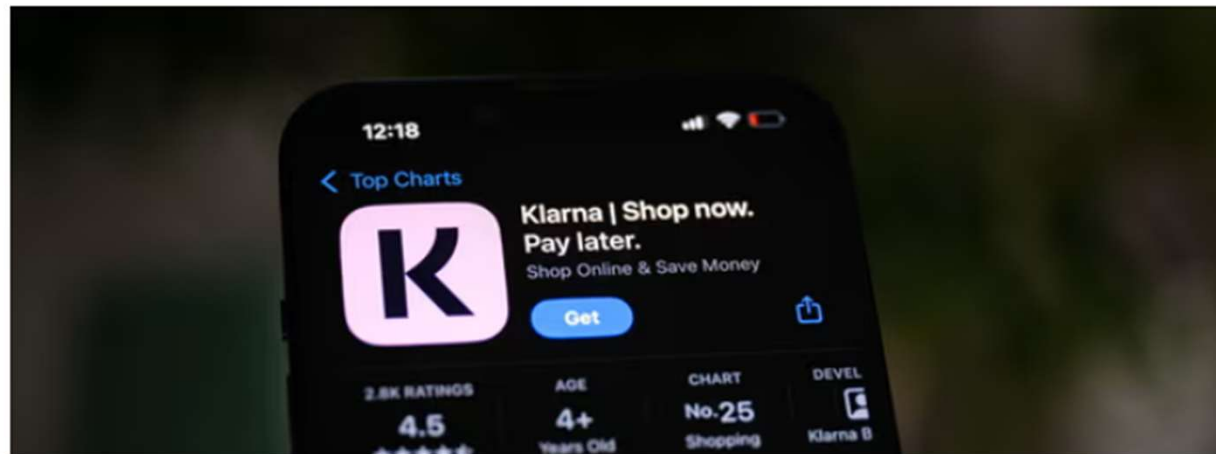 12:18
Top Charts
Klarna | Shop now.
Pay later.
Shop Online & Save Money
K
Get
2.8K RATINGS
4.5
AGE
4+
Years Old
CHART
No.25
Shopping
DEVEL
Klarna B